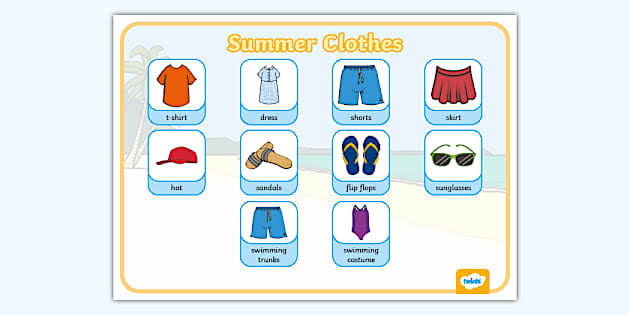 Summer Clothes
t-shirt
dress
shorts
skirt
hat
sandals
flip flops
sunglasses
swimming
trunks
swimming
costume
twinkl